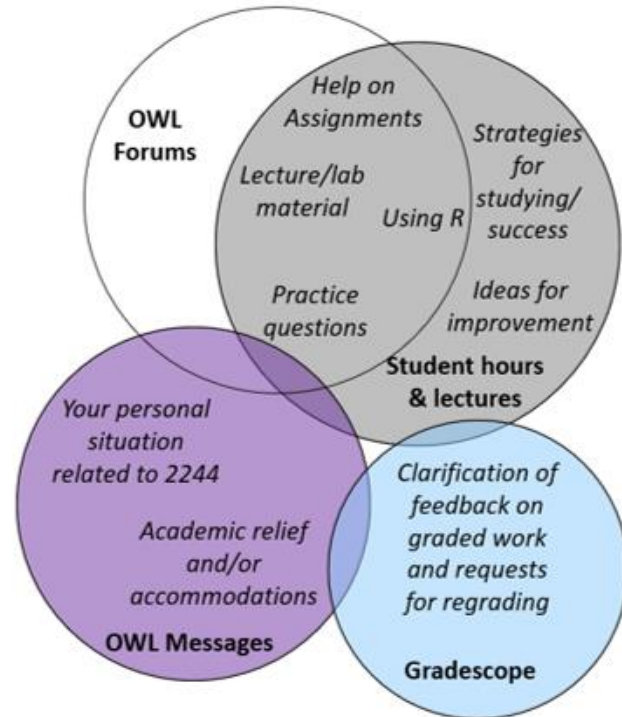 OWL
Forums
Help on
Assignments
Lecture/lab
material
Using R
Practice
questions
Strategies
for
studying/
success
Ideas for
improvement
Student hours
& lectures
Your personal
situation
related to 2244
Academic relief
and/or
accommodations
OWL Messages
Clarification of
feedback on
graded work
and requests
for regrading
Gradescope